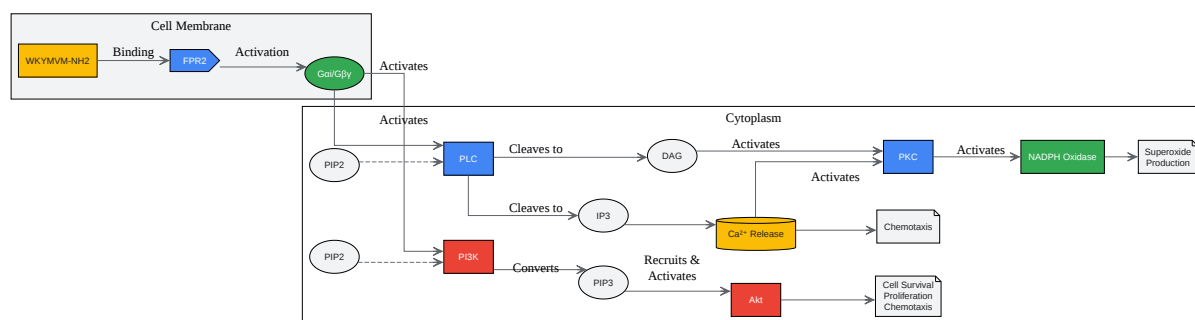 Cell Membrane
WKYMVM-NH2
Binding
FPR2
Activation
Gαi/Gβγ
Activates
Activates
Cytoplasm
PIP2
PLC
Cleaves to
DAG
Activates
PKC
Activates
NADPH Oxidase
Superoxide
Production
Activates
Cleaves to
IP3
Ca²⁺ Release
Chemotaxis
PIP2
PI3K
Converts
PIP3
Recruits &
Activates
Akt
Cell Survival
Proliferation
Chemotaxis